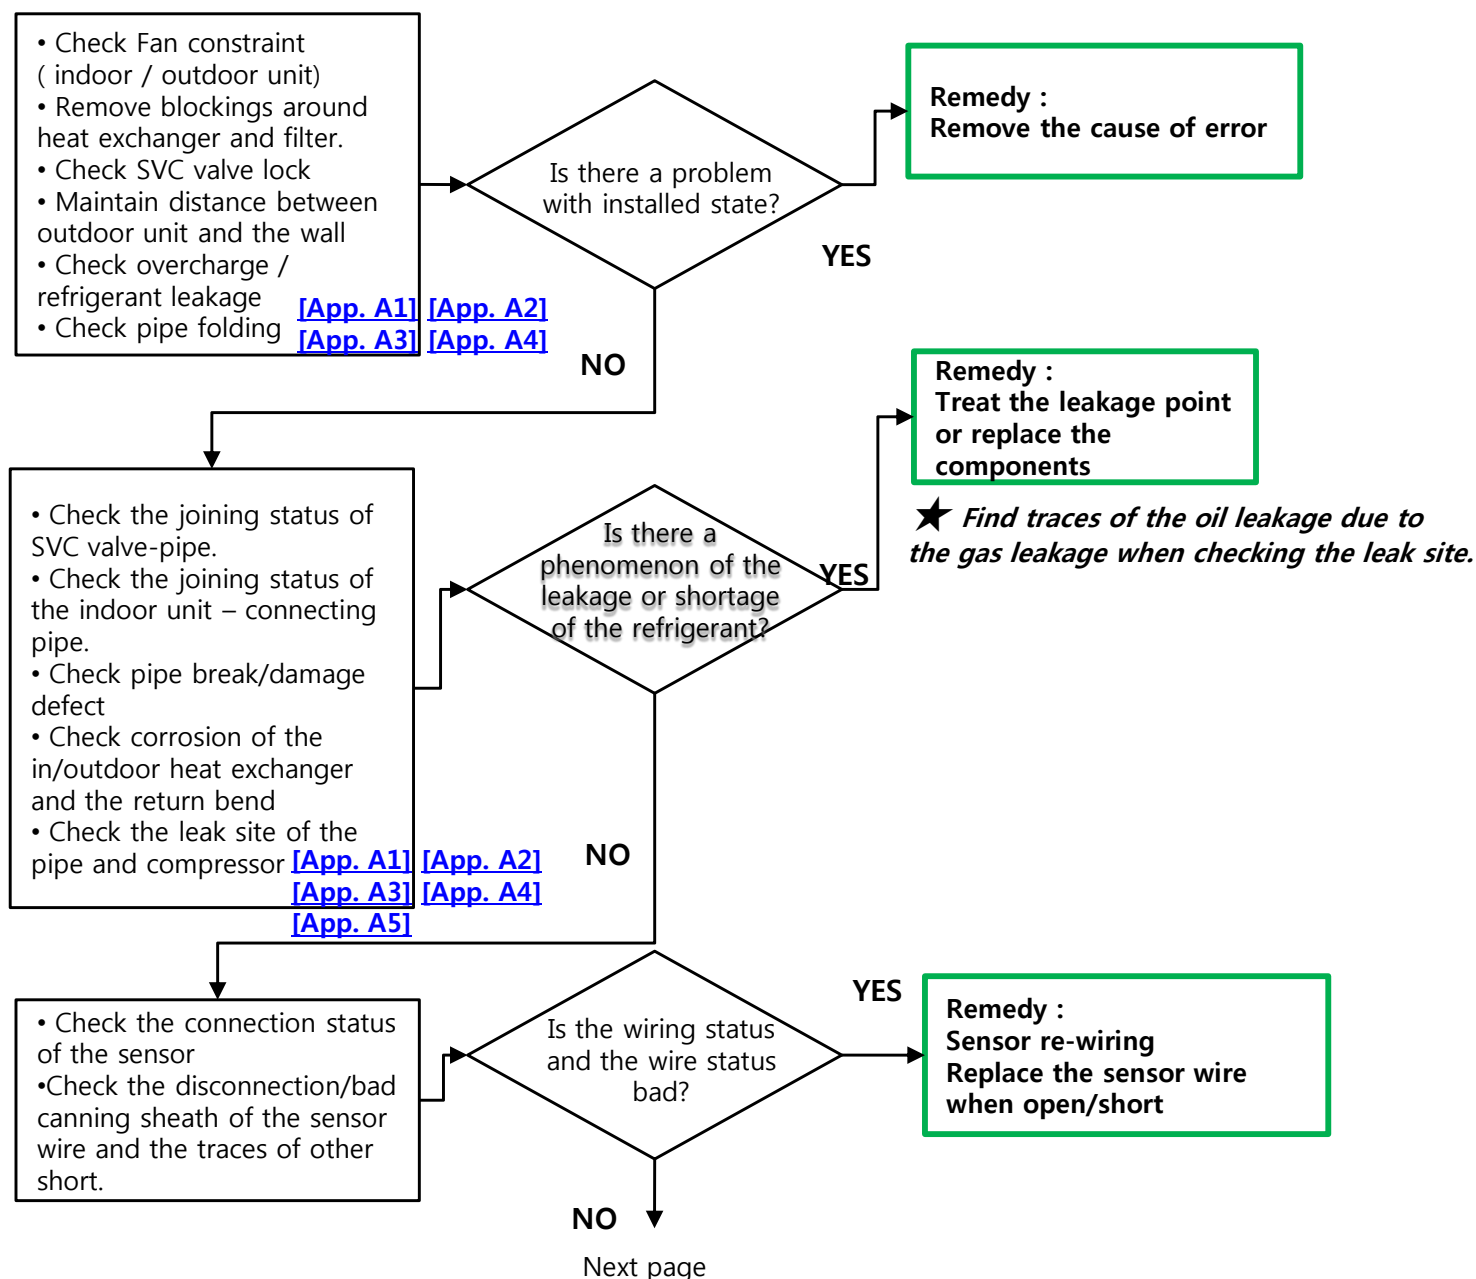 • Check Fan constraint
( indoor / outdoor unit)
• Remove blockings around
heat exchanger and filter.
• Check SVC valve lock
• Maintain distance between
outdoor unit and the wall
• Check overcharge /
refrigerant leakage
• Check pipe folding
[App. A1] [App. A2]
[App. A3] [App. A4]
Is there a problem
with installed state?
YES
Remedy :
Remove the cause of error
NO
• Check the joining status of
SVC valve-pipe.
• Check the joining status of
the indoor unit – connecting
pipe.
• Check pipe break/damage
defect
• Check corrosion of the
in/outdoor heat exchanger
and the return bend
• Check the leak site of the
pipe and compressor
[App. A1] [App. A2]
[App. A3] [App. A4]
[App. A5]
Is there a
phenomenon of the
leakage or shortage
of the refrigerant?
YES
Remedy :
Treat the leakage point
or replace the
components
★ Find traces of the oil leakage due to
the gas leakage when checking the leak site.
NO
• Check the connection status
of the sensor
•Check the disconnection/bad
canning sheath of the sensor
wire and the traces of other
short.
Is the wiring status
and the wire status
bad?
YES
Remedy :
Sensor re-wiring
Replace the sensor wire
when open/short
NO
Next page